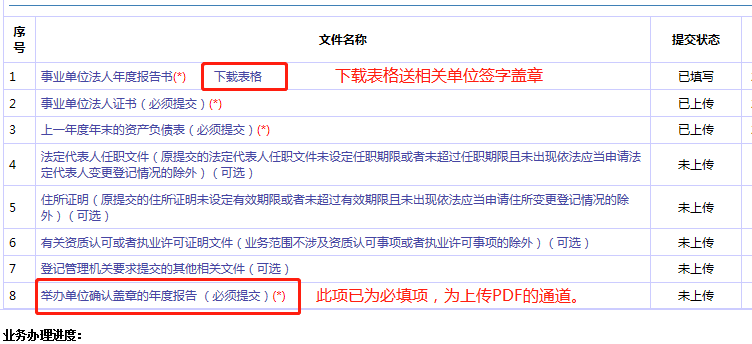 序号 文件名称 提交状态
1 事业单位法人年度报告书(*) 下载表格 下载表格送相关单位签字盖章 已填写
2 事业单位法人证书（必须提交）(*) 已上传
3 上一年度年末的资产负债表（必须提交）(*) 已上传
4 法定代表人任职文件（原提交的法定代表人任职文件未设定任职期限或者未超过任职期限且未出现依法应当申请法
定代表人变更登记情况的除外）（可选） 未上传
5 住所证明（原提交的住所证明未设定有效期限或者未超过有效期限且未出现依法应当申请住所变更登记情况的除
外）（可选） 未上传
6 有关资质认可或者执业许可证明文件（业务范围不涉及资质认可事项或者执业许可事项的除外）（可选） 未上传
7 登记管理机关要求提交的其他相关文件（可选） 未上传
8 举办单位确认盖章的年度报告 （必须提交）(*) 此项已为必填项，为上传PDF的通道。 未上传
业务办理进度：